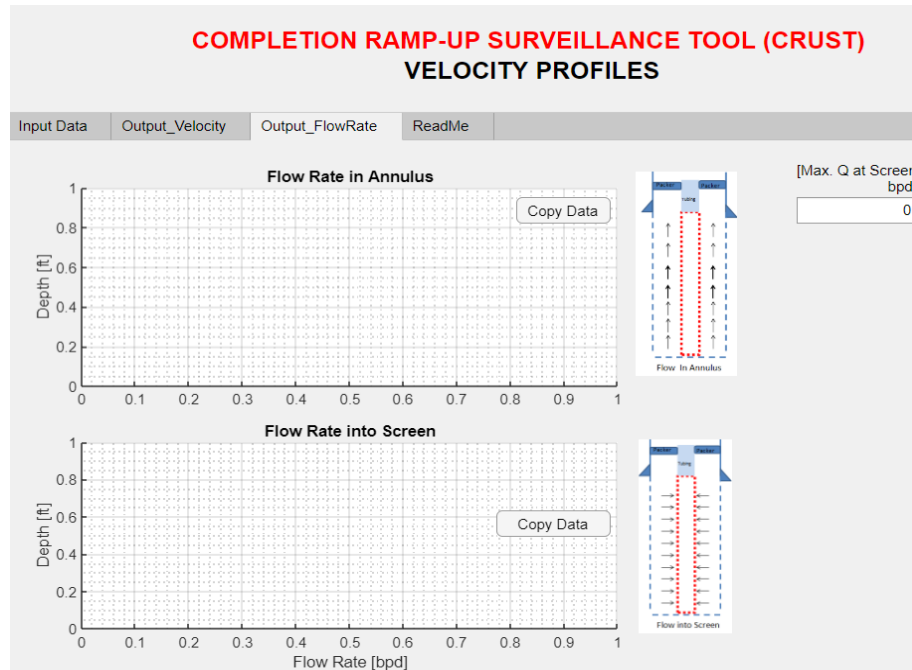 COMPLETION RAMP-UP SURVEILLANCE TOOL (CRUST)
VELOCITY PROFILES
Input Data Output_Velocity Output_FlowRate ReadMe
Flow Rate in Annulus
Copy Data
Depth [ft]
1
0.8
0.6
0.4
0.2
0
0 0.1 0.2 0.3 0.4 0.5 0.6 0.7 0.8 0.9 1
Packer Packer
Tubing
Flow In Annulus
[Max. Q at Screen
bpd
0
Flow Rate into Screen
Copy Data
Depth [ft]
1
0.8
0.6
0.4
0.2
0
0 0.1 0.2 0.3 0.4 0.5 0.6 0.7 0.8 0.9 1
Flow Rate [bpd]
Packer Packer
Tubing
Flow into Screen